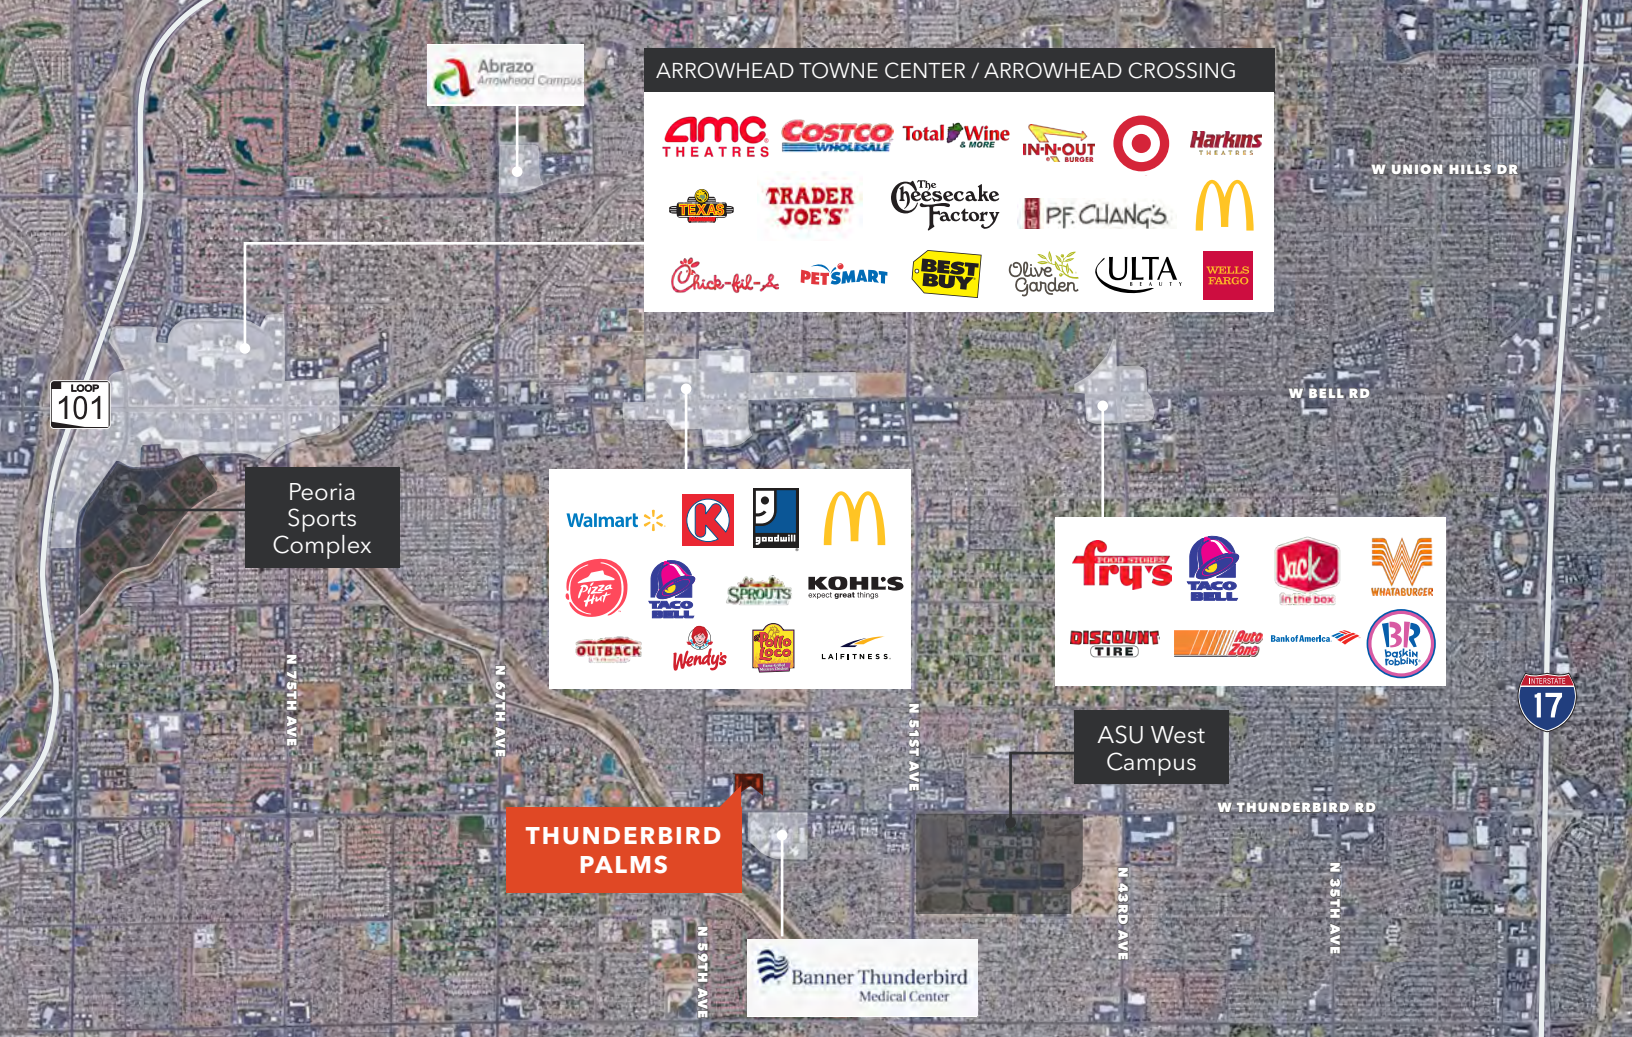 Abrazo
Arrowhead Campus
ARROWHEAD TOWNE CENTER / ARROWHEAD CROSSING
amc
THEATRES
COSTCO
WHOLESALE
Total Wine
& MORE
IN-N-OUT
BURGER
Harkins
THEATRES
TEXAS
TRADER
JOE'S
The
Cheesecake
Factory
P.F. CHANG'S
Chick-fil-A
PETSMART
BEST
BUY
Olive
Garden
ULTA
BEAUTY
WELLS
FARGO
W UNION HILLS DR
W BELL RD
LOOP
101
Peoria
Sports
Complex
Walmart
K
goodwill
Pizza
Hut
TACO
BELL
SPROUTS
KOHL'S
expect great things
OUTBACK
Wendy's
El Pollo
Loco
LA|FITNESS.
fry's
FOOD STORES
TACO
BELL
Jack
in the box
WHATABURGER
DISCOUNT
TIRE
Auto
Zone
Bank of America
BR
baskin
robbins
INTERSTATE
17
N 75TH AVE
N 67TH AVE
N 51ST AVE
ASU West
Campus
W THUNDERBIRD RD
THUNDERBIRD
PALMS
N 43RD AVE
N 35TH AVE
N 59TH AVE
Banner Thunderbird
Medical Center